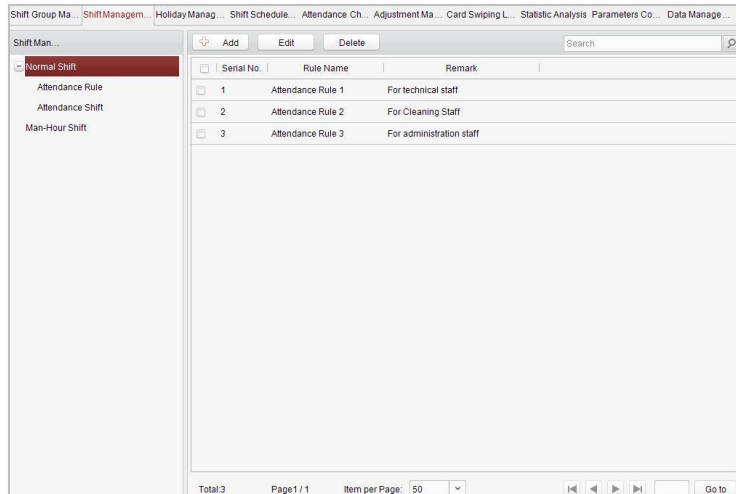 Shift Group Ma... Shift Managem... Holiday Manag... Shift Schedule... Attendance Ch... Adjustment Ma... Card Swiping L... Statistic Analysis Parameters Co... Data Manage...
Shift Man...
Add Edit Delete Search
Normal Shift
Attendance Rule
Attendance Shift
Man-Hour Shift
Serial No. Rule Name Remark
1 Attendance Rule 1 For technical staff
2 Attendance Rule 2 For Cleaning Staff
3 Attendance Rule 3 For administration staff
Total:3 Page1 / 1 Item per Page: 50 Go to